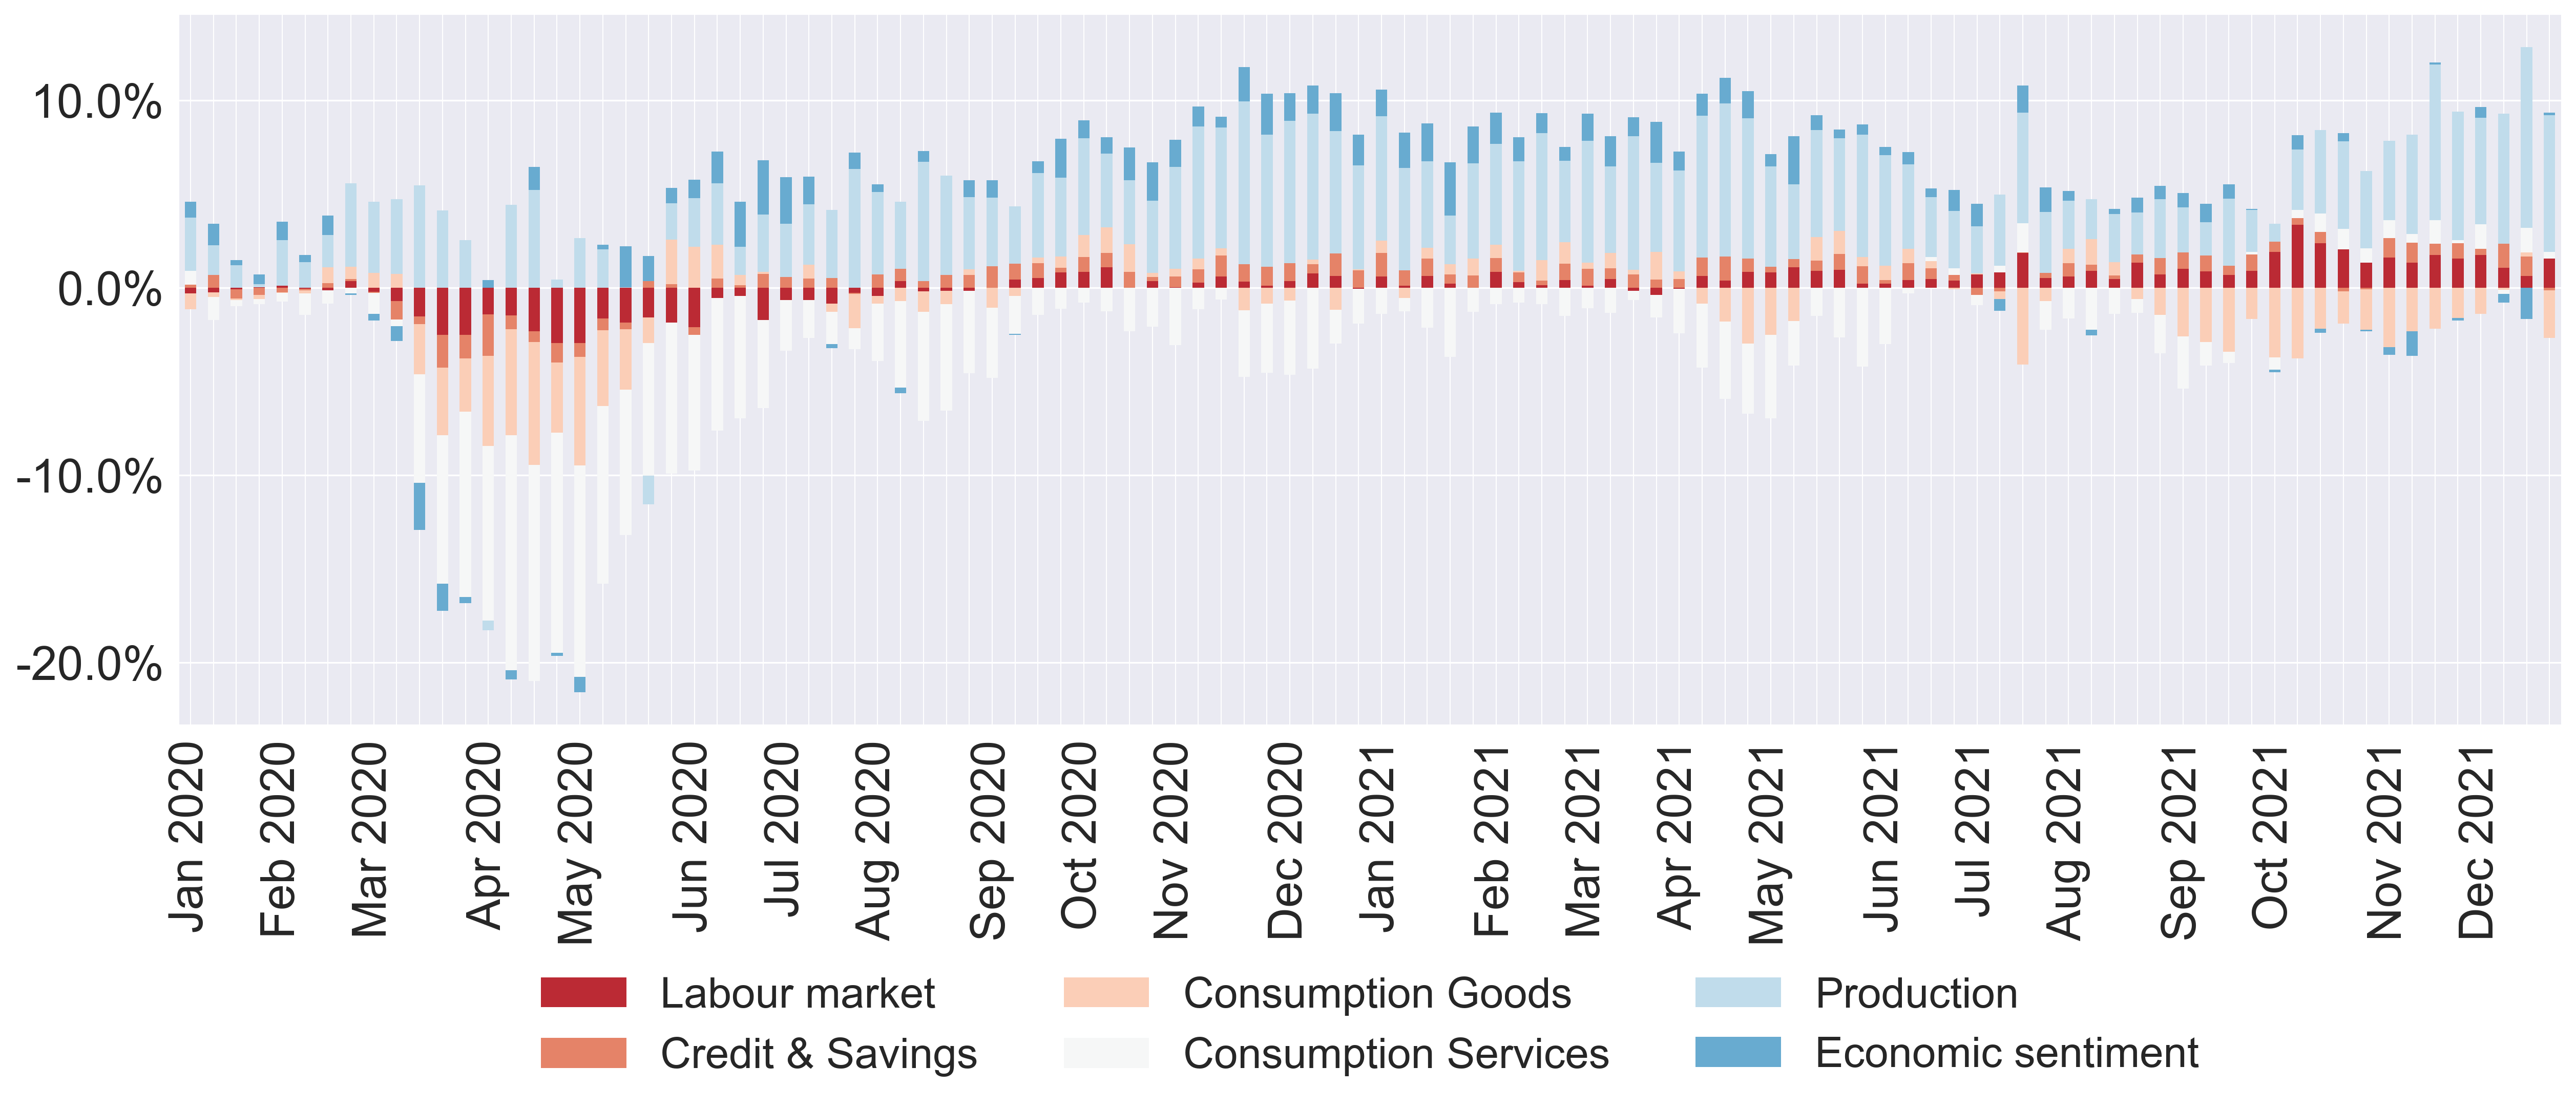 10.0%
0.0%
-10.0%
-20.0%
Jan 2020
Feb 2020
Mar 2020
Apr 2020
May 2020
Jun 2020
Jul 2020
Aug 2020
Sep 2020
Oct 2020
Nov 2020
Dec 2020
Jan 2021
Feb 2021
Mar 2021
Apr 2021
May 2021
Jun 2021
Jul 2021
Aug 2021
Sep 2021
Oct 2021
Nov 2021
Dec 2021
Labour market
Credit & Savings
Consumption Goods
Consumption Services
Production
Economic sentiment